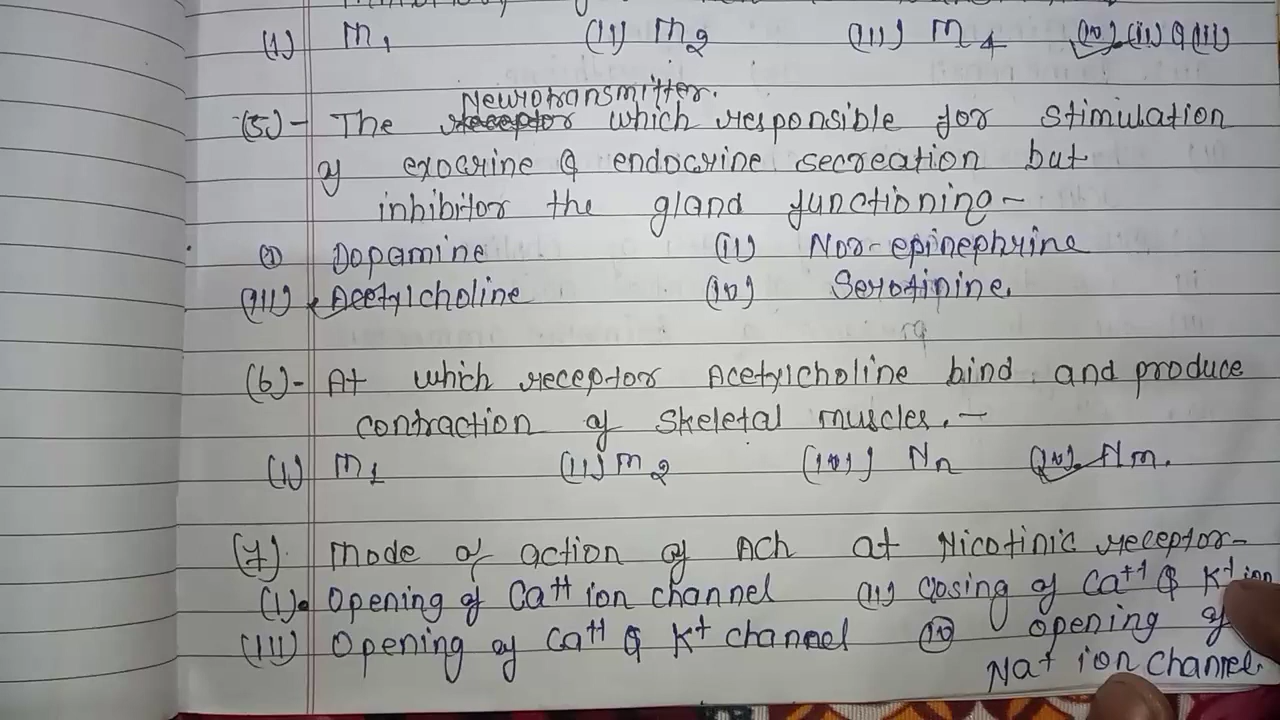 (i) m1 (ii) m2 (iii) m4 (iv) (ii) & (iii)
Neurotransmitter.
(5)- The receptor which responsible for stimulation
of exocrine & endocrine secreation but
inhibitor the gland functioning-
(i) Dopamine (ii) Nor-epinephrine
(iii) Acetylcholine (iv) Serotinine.
(6)- At which receptor Acetylcholine bind and produce
contraction of skeletal muscles.-
(i) m1 (ii) m2 (iii) Nn (iv) Nm.
(7). Mode of action of Ach at Nicotinic receptor-
(i). Opening of Ca++ ion channel (ii) closing of Ca++ & K+ ion
(iii) Opening of Ca++ & K+ channel (iv) opening of
Na+ ion channel.